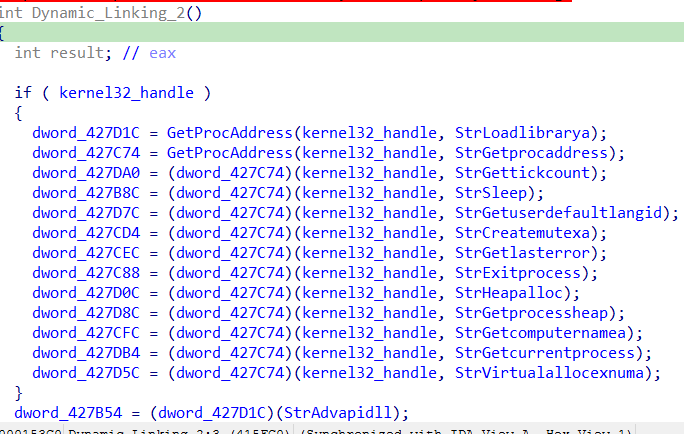 int Dynamic_Linking_2()
{
int result; // eax
if ( kernel32_handle )
{
dword_427D1C = GetProcAddress(kernel32_handle, StrLoadlibrarya);
dword_427C74 = GetProcAddress(kernel32_handle, StrGetprocaddress);
dword_427DA0 = (dword_427C74)(kernel32_handle, StrGettickcount);
dword_427B8C = (dword_427C74)(kernel32_handle, StrSleep);
dword_427D7C = (dword_427C74)(kernel32_handle, StrGetuserdefaultlangid);
dword_427CD4 = (dword_427C74)(kernel32_handle, StrCreatemutexa);
dword_427CEC = (dword_427C74)(kernel32_handle, StrGetlasterror);
dword_427C88 = (dword_427C74)(kernel32_handle, StrExitprocess);
dword_427D0C = (dword_427C74)(kernel32_handle, StrHeapalloc);
dword_427D8C = (dword_427C74)(kernel32_handle, StrGetprocessheap);
dword_427CFC = (dword_427C74)(kernel32_handle, StrGetcomputernamea);
dword_427DB4 = (dword_427C74)(kernel32_handle, StrGetcurrentprocess);
dword_427D5C = (dword_427C74)(kernel32_handle, StrVirtualallocexnuma);
}
dword_427B54 = (dword_427D1C)(StrAdvapidll);